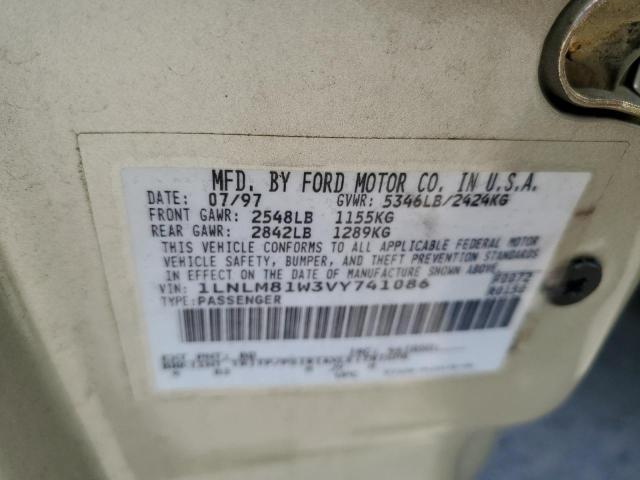 MFD. BY FORD MOTOR CO. IN U.S.A.
DATE: 07/97 GVWR: 5346LB/2424KG
FRONT GAWR: 2548LB 1155KG
REAR GAWR: 2842LB 1289KG
THIS VEHICLE CONFORMS TO ALL APPLICABLE FEDERAL MOTOR
VEHICLE SAFETY, BUMPER, AND THEFT PREVENTION STANDARDS
IN EFFECT ON THE DATE OF MANUFACTURE SHOWN ABOVE.
VIN: 1LNLM81W3VY741086
TYPE: PASSENGER